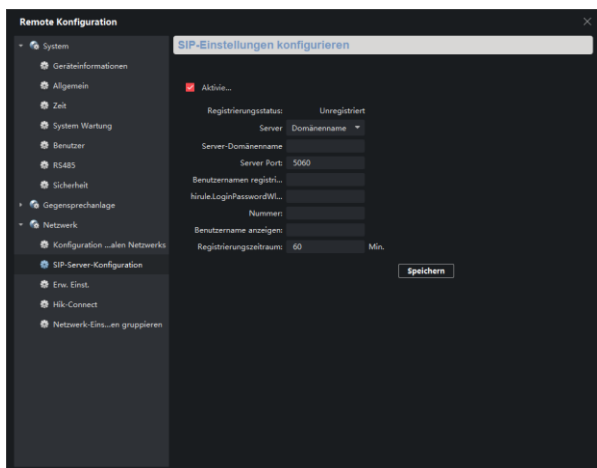 Remote Konfiguration
System
Geräteinformationen
Allgemein
Zeit
System Wartung
Benutzer
RS485
Sicherheit
Gegensprechanlage
Netzwerk
Konfiguration ...alen Netzwerks
SIP-Server-Konfiguration
Erw. Einst.
Hik-Connect
Netzwerk-Eins...en gruppieren
SIP-Einstellungen konfigurieren
Aktivie...
Registrierungsstatus: Unregistriert
Server Domänenname
Server-Domänenname
Server Port: 5060
Benutzernamen registri...
hirule.LoginPasswordWl...
Nummer:
Benutzername anzeigen:
Registrierungszeitraum: 60 Min.
Speichern